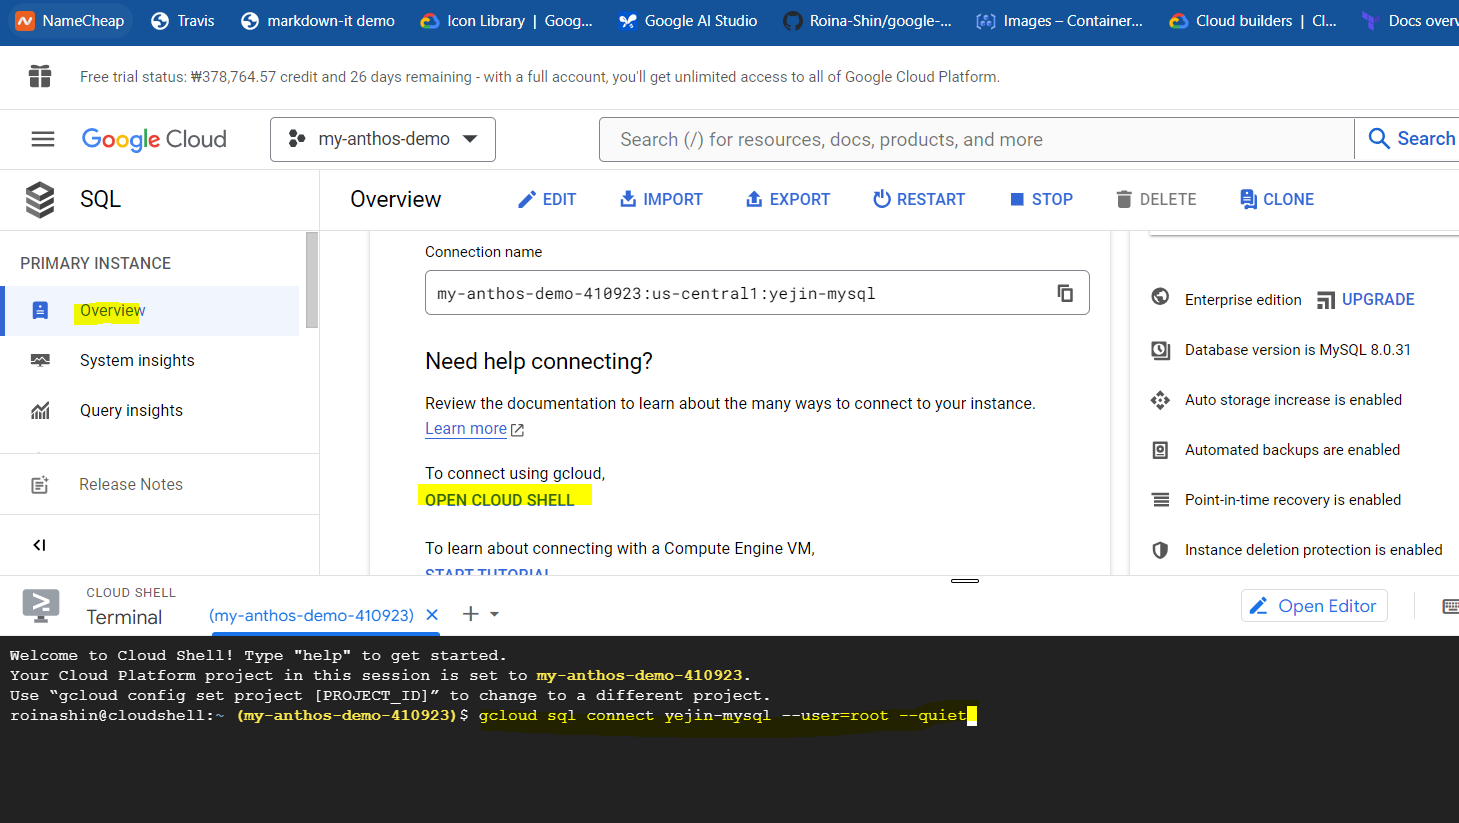 NameCheap Travis markdown-it demo Icon Library | Goog... Google AI Studio Roina-Shin/google-... Images – Container... Cloud builders | Cl... Docs overv
Free trial status: ₩378,764.57 credit and 26 days remaining - with a full account, you'll get unlimited access to all of Google Cloud Platform.
Google Cloud my-anthos-demo Search (/) for resources, docs, products, and more Search
SQL
Overview EDIT IMPORT EXPORT RESTART STOP DELETE CLONE
PRIMARY INSTANCE
Overview
System insights
Query insights
Release Notes
Connection name
my-anthos-demo-410923:us-central1:yejin-mysql
Need help connecting?
Review the documentation to learn about the many ways to connect to your instance.
Learn more
To connect using gcloud,
OPEN CLOUD SHELL
To learn about connecting with a Compute Engine VM,
START TUTORIAL
Enterprise edition UPGRADE
Database version is MySQL 8.0.31
Auto storage increase is enabled
Automated backups are enabled
Point-in-time recovery is enabled
Instance deletion protection is enabled
CLOUD SHELL
Terminal (my-anthos-demo-410923) Open Editor
Welcome to Cloud Shell! Type "help" to get started.
Your Cloud Platform project in this session is set to my-anthos-demo-410923.
Use “gcloud config set project [PROJECT_ID]” to change to a different project.
roinashin@cloudshell:~ (my-anthos-demo-410923)$ gcloud sql connect yejin-mysql --user=root --quiet